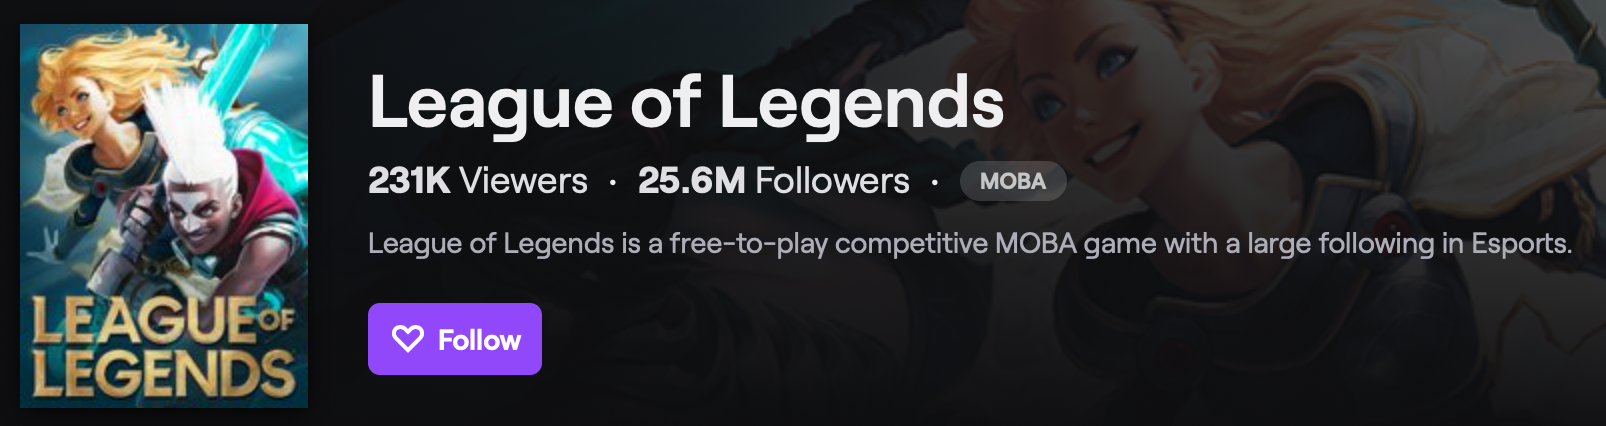 LEAGUE OF
LEGENDS
League of Legends
231K Viewers · 25.6M Followers · MOBA
League of Legends is a free-to-play competitive MOBA game with a large following in Esports.
Follow